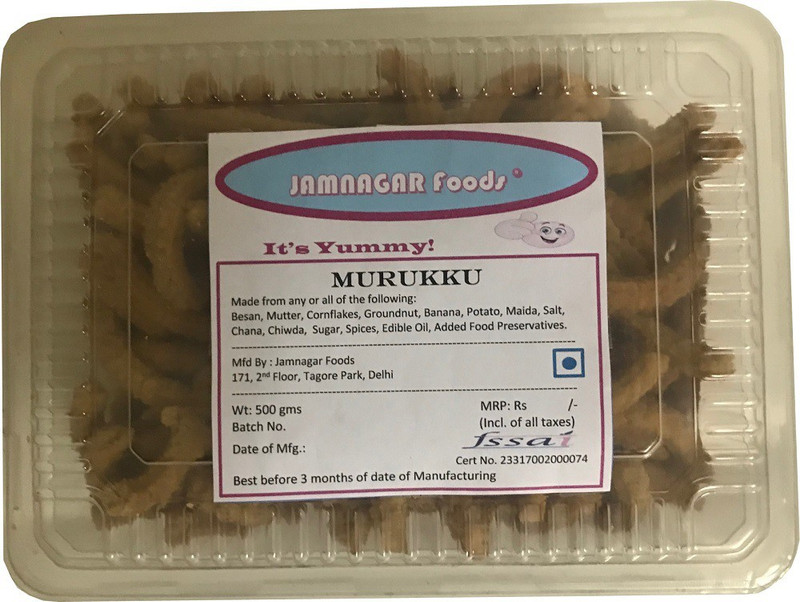 JAMNAGAR Foods
It's Yummy!
MURUKKU
Made from any or all of the following:
Besan, Mutter, Cornflakes, Groundnut, Banana, Potato, Maida, Salt,
Chana, Chiwda, Sugar, Spices, Edible Oil, Added Food Preservatives.
Mfd By : Jamnagar Foods
171, 2nd Floor, Tagore Park, Delhi
Wt: 500 gms
MRP: Rs /-
Batch No.
(Incl. of all taxes)
fssai
Date of Mfg.:
Cert No. 23317002000074
Best before 3 months of date of Manufacturing